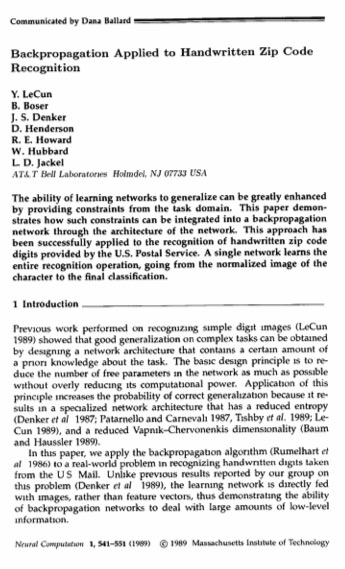 Communicated by Dana Ballard
Backpropagation Applied to Handwritten Zip Code
Recognition
Y. LeCun
B. Boser
J. S. Denker
D. Henderson
R. E. Howard
W. Hubbard
L. D. Jackel
AT&T Bell Laboratories Holmdel, NJ 07733 USA
The ability of learning networks to generalize can be greatly enhanced
by providing constraints from the task domain. This paper demon-
strates how such constraints can be integrated into a backpropagation
network through the architecture of the network. This approach has
been successfully applied to the recognition of handwritten zip code
digits provided by the U.S. Postal Service. A single network learns the
entire recognition operation, going from the normalized image of the
character to the final classification.
1 Introduction
Previous work performed on recognizing simple digit images (LeCun
1989) showed that good generalization on complex tasks can be obtained
by designing a network architecture that contains a certain amount of
a priori knowledge about the task. The basic design principle is to re-
duce the number of free parameters in the network as much as possible
without overly reducing its computational power. Application of this
principle increases the probability of correct generalization because it re-
sults in a specialized network architecture that has a reduced entropy
(Denker et al 1987; Patarnello and Carnevali 1987, Tishby et al. 1989; Le-
Cun 1989), and a reduced Vapnik-Chervonenkis dimensionality (Baum
and Haussler 1989).
In this paper, we apply the backpropagation algorithm (Rumelhart et
al 1986) to a real-world problem in recognizing handwritten digits taken
from the U S Mail. Unlike previous results reported by our group on
this problem (Denker et al 1989), the learning network is directly fed
with images, rather than feature vectors, thus demonstrating the ability
of backpropagation networks to deal with large amounts of low-level
information.
Neural Computation 1, 541-551 (1989) © 1989 Massachusetts Institute of Technology